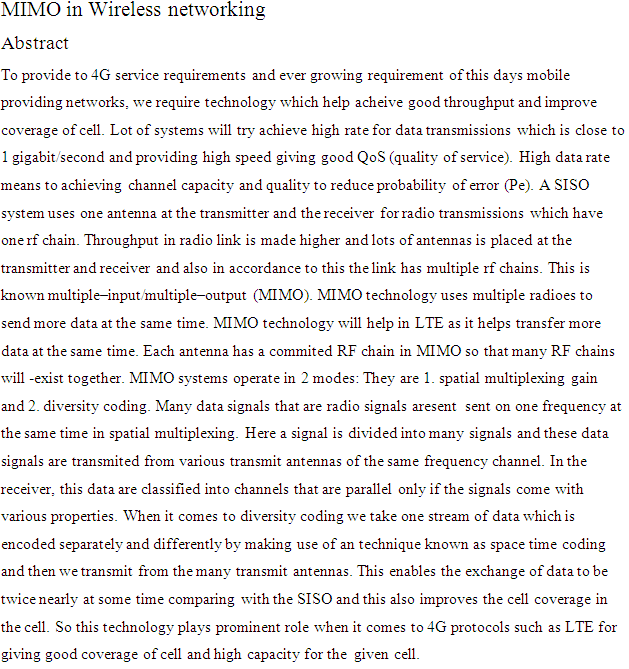 MIMO in Wireless networking
Abstract
To provide to 4G service requirements and ever growing requirement of this days mobile
providing networks, we require technology which help acheive good throughput and improve
coverage of cell. Lot of systems will try achieve high rate for data transmissions which is close to
1 gigabit/second and providing high speed giving good QoS (quality of service). High data rate
means to achieving channel capacity and quality to reduce probability of error (Pe). A SISO
system uses one antenna at the transmitter and the receiver for radio transmissions which have
one rf chain. Throughput in radio link is made higher and lots of antennas is placed at the
transmitter and receiver and also in accordance to this the link has multiple rf chains. This is
known multiple–input/multiple–output (MIMO). MIMO technology uses multiple radioes to
send more data at the same time. MIMO technology will help in LTE as it helps transfer more
data at the same time. Each antenna has a commited RF chain in MIMO so that many RF chains
will -exist together. MIMO systems operate in 2 modes: They are 1. spatial multiplexing gain
and 2. diversity coding. Many data signals that are radio signals aresent sent on one frequency at
the same time in spatial multiplexing. Here a signal is divided into many signals and these data
signals are transmited from various transmit antennas of the same frequency channel. In the
receiver, this data are classified into channels that are parallel only if the signals come with
various properties. When it comes to diversity coding we take one stream of data which is
encoded separately and differently by making use of an technique known as space time coding
and then we transmit from the many transmit antennas. This enables the exchange of data to be
twice nearly at some time comparing with the SISO and this also improves the cell coverage in
the cell. So this technology plays prominent role when it comes to 4G protocols such as LTE for
giving good coverage of cell and high capacity for the given cell.